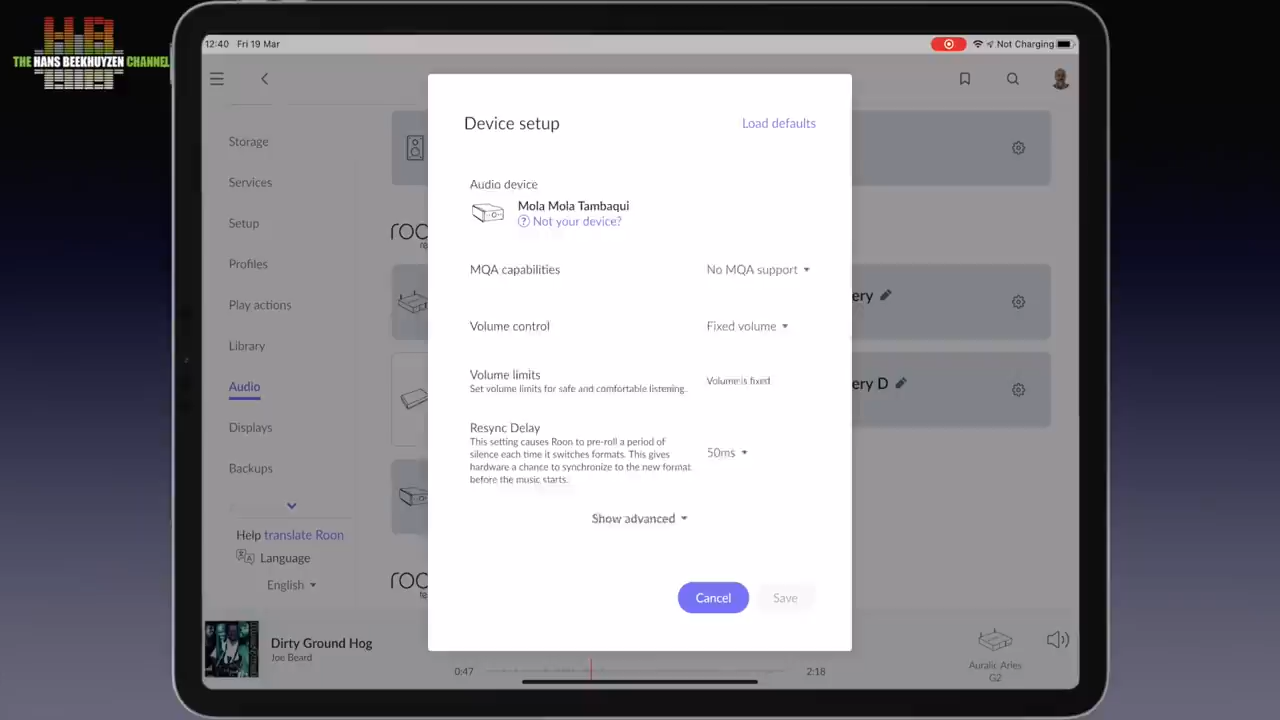 THE HANS BEEKHUYZEN CHANNEL
12:40 Fri 19 Mar
Not Charging
Storage
Services
Setup
Profiles
Play actions
Library
Audio
Displays
Backups
Help translate Roon
Language
English
Device setup
Load defaults
Audio device
Mola Mola Tambaqui
Not your device?
MQA capabilities
No MQA support
Volume control
Fixed volume
Volume limits
Set volume limits for safe and comfortable listening.
Volume is fixed
Resync Delay
This setting causes Roon to pre-roll a period of
silence each time it switches formats. This gives
hardware a chance to synchronize to the new format
before the music starts.
50ms
Show advanced
Cancel
Save
roo
roo
ery
ery D
Dirty Ground Hog
Joe Beard
0:47
2:18
Auralic Aries
G2